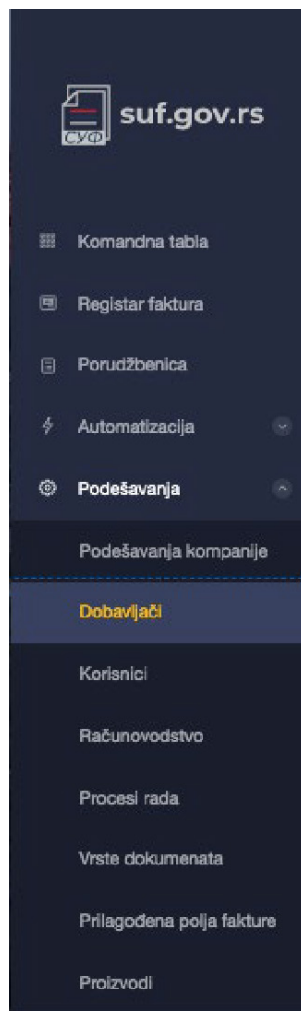 СУФ
suf.gov.rs
Komandna tabla
Registar faktura
Porudžbenica
Automatizacija
Podešavanja
Podešavanja kompanije
Dobavljači
Korisnici
Računovodstvo
Procesi rada
Vrste dokumenata
Prilagođena polja fakture
Proizvodi